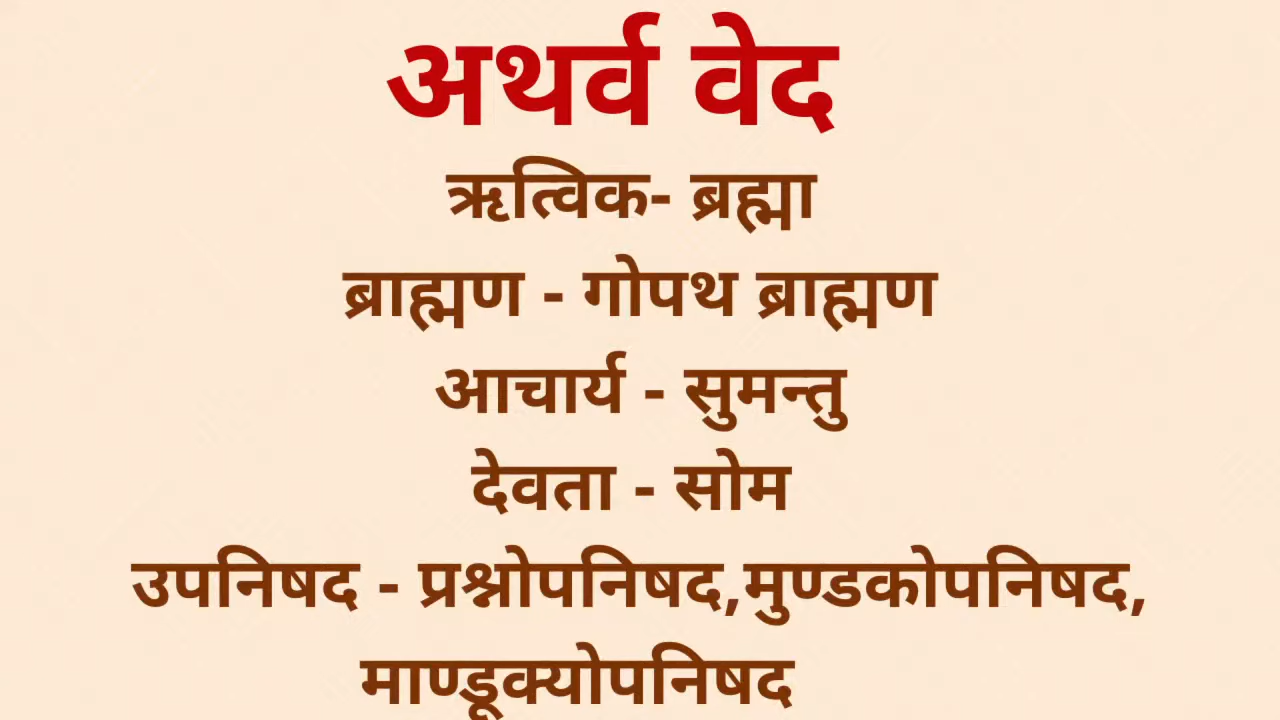 अथर्व वेद
ऋत्विक- ब्रह्मा
ब्राह्मण - गोपथ ब्राह्मण
आचार्य - सुमन्तु
देवता - सोम
उपनिषद - प्रश्नोपनिषद,मुण्डकोपनिषद,
माण्डूक्योपनिषद